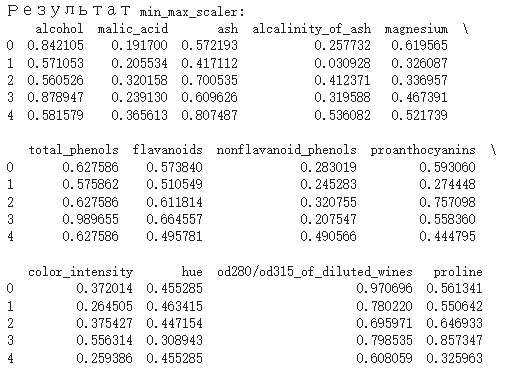 Результат min_max_scaler:
alcohol malic_acid ash alcalinity_of_ash magnesium \
0 0.842105 0.191700 0.572193 0.257732 0.619565
1 0.571053 0.205534 0.417112 0.030928 0.326087
2 0.560526 0.320158 0.700535 0.412371 0.336957
3 0.878947 0.239130 0.609626 0.319588 0.467391
4 0.581579 0.365613 0.807487 0.536082 0.521739
total_phenols flavanoids nonflavanoid_phenols proanthocyanins \
0 0.627586 0.573840 0.283019 0.593060
1 0.575862 0.510549 0.245283 0.274448
2 0.627586 0.611814 0.320755 0.757098
3 0.989655 0.664557 0.207547 0.558360
4 0.627586 0.495781 0.490566 0.444795
color_intensity hue od280/od315_of_diluted_wines proline
0 0.372014 0.455285 0.970696 0.561341
1 0.264505 0.463415 0.780220 0.550642
2 0.375427 0.447154 0.695971 0.646933
3 0.556314 0.308943 0.798535 0.857347
4 0.259386 0.455285 0.608059 0.325963